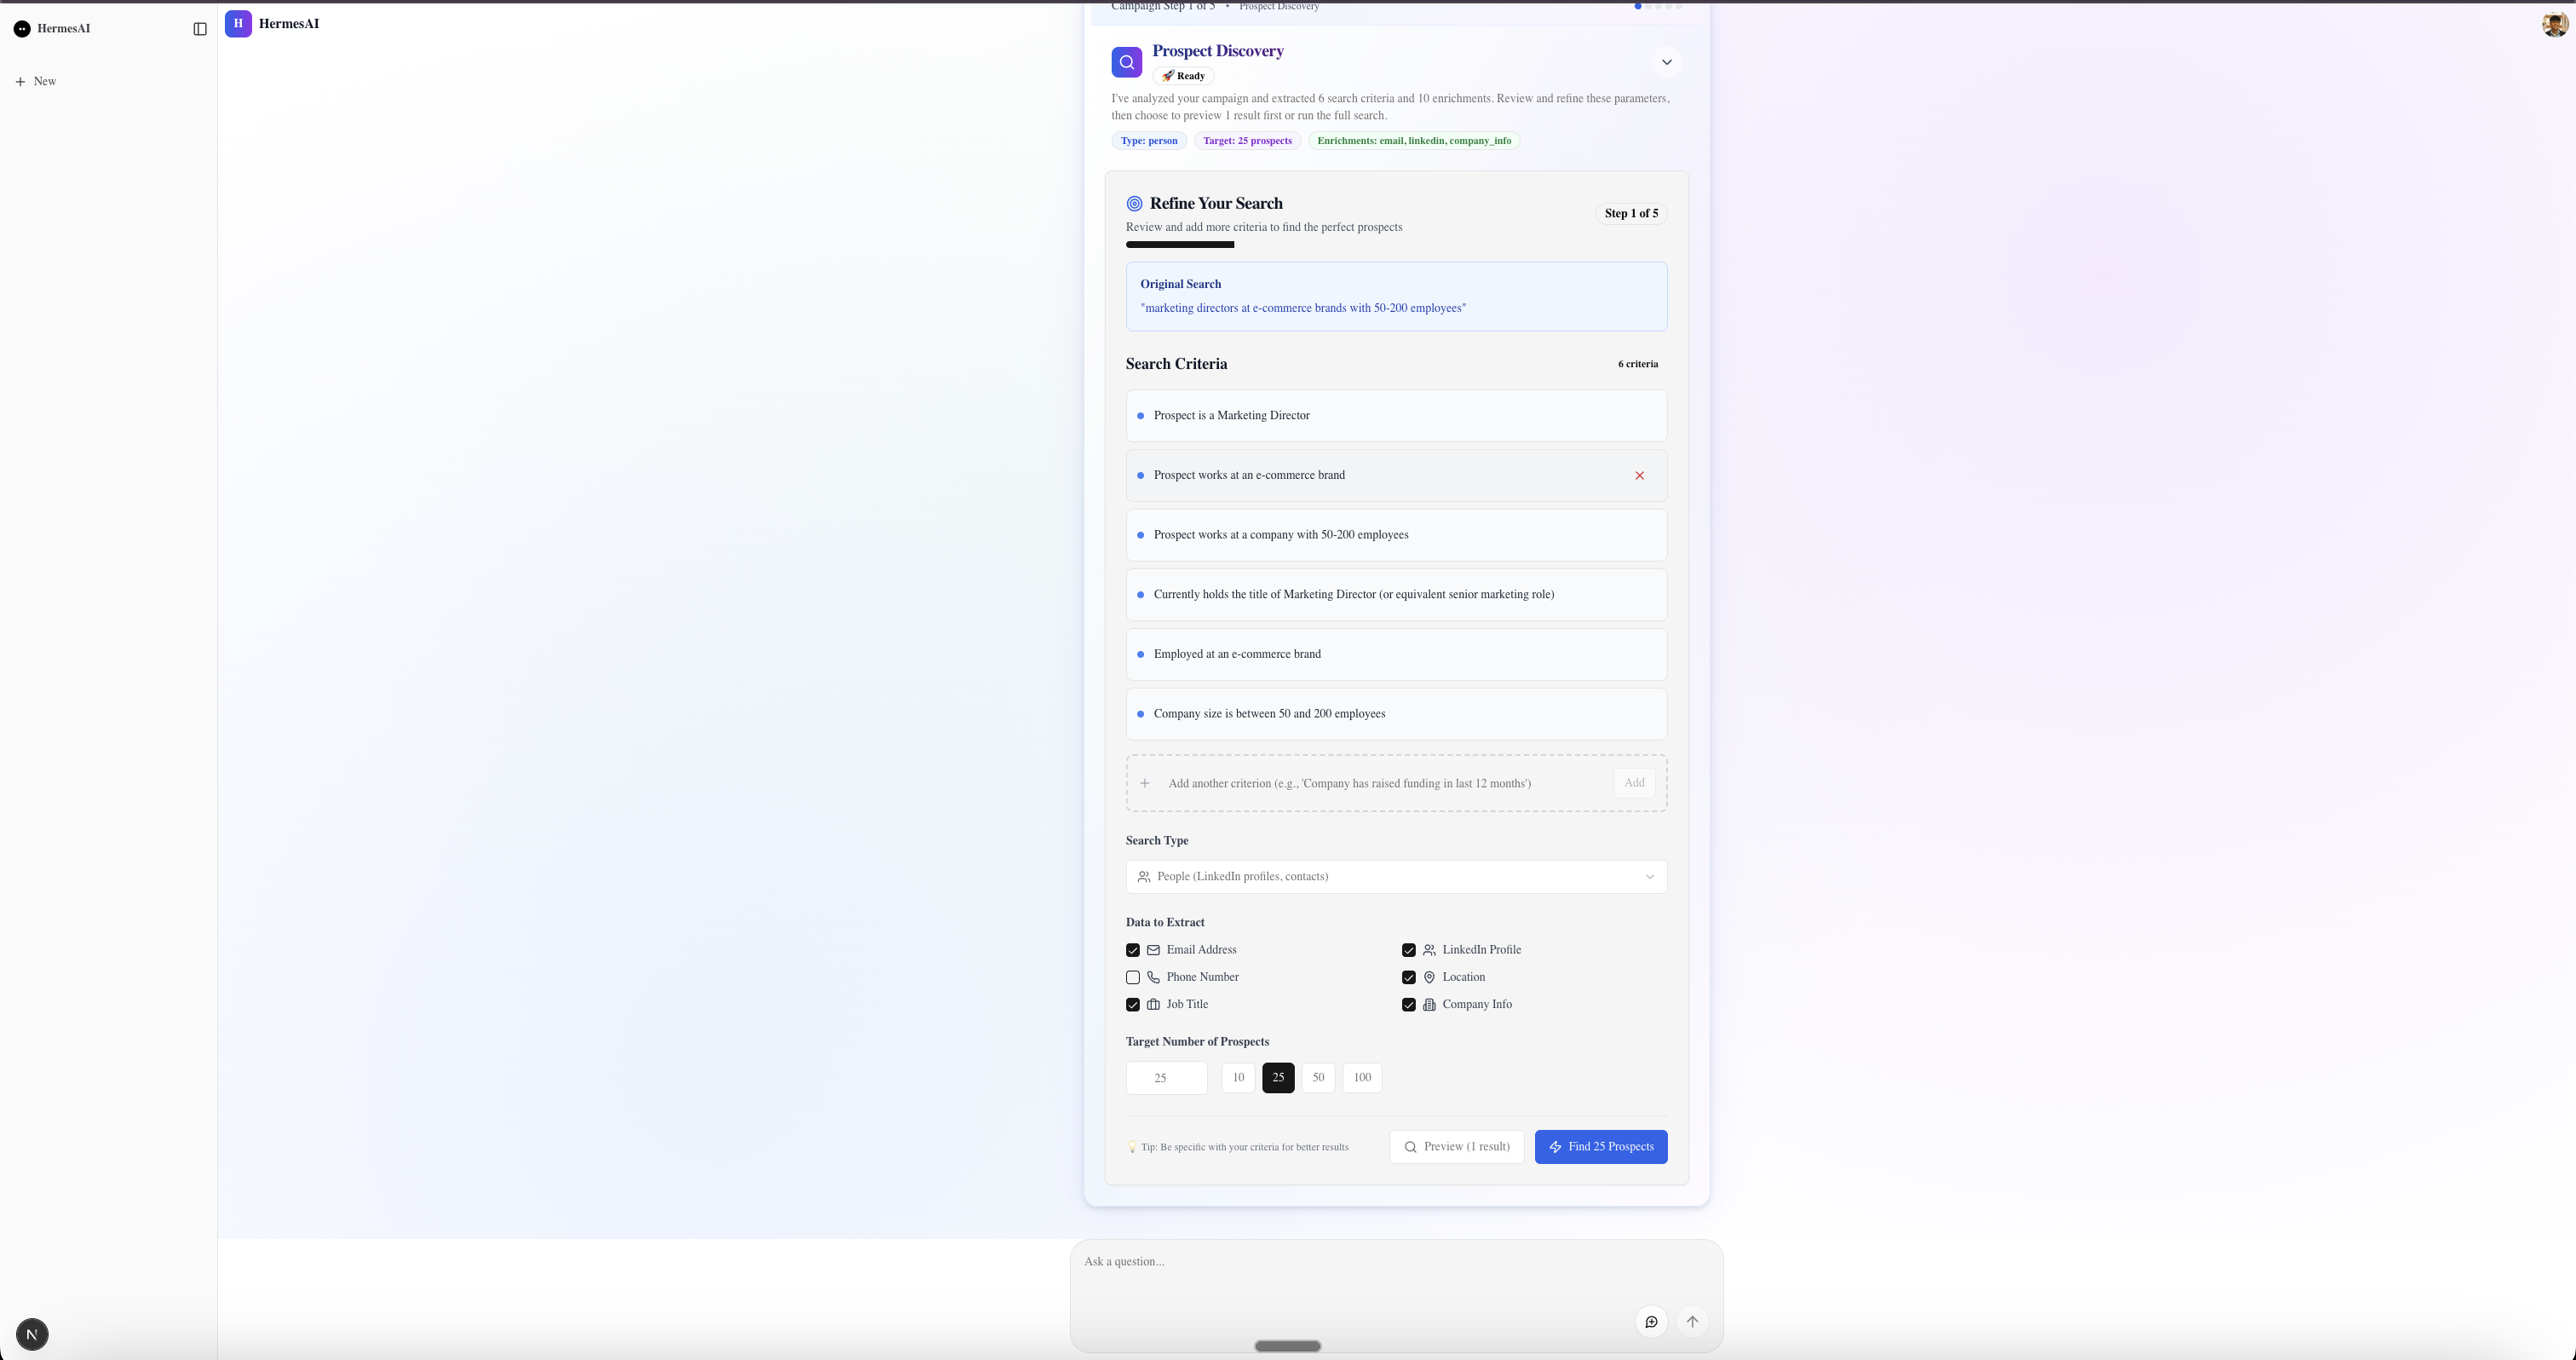 HermesAI
New
H HermesAI
Campaign Step 1 of 5 • Prospect Discovery
Prospect Discovery
🚀 Ready
I've analyzed your campaign and extracted 6 search criteria and 10 enrichments. Review and refine these parameters,
then choose to preview 1 result first or run the full search.
Type: person
Target: 25 prospects
Enrichments: email, linkedin, company_info
Refine Your Search
Step 1 of 5
Review and add more criteria to find the perfect prospects
Original Search
"marketing directors at e-commerce brands with 50-200 employees"
Search Criteria
6 criteria
Prospect is a Marketing Director
Prospect works at an e-commerce brand
Prospect works at a company with 50-200 employees
Currently holds the title of Marketing Director (or equivalent senior marketing role)
Employed at an e-commerce brand
Company size is between 50 and 200 employees
Add another criterion (e.g., 'Company has raised funding in last 12 months')
Add
Search Type
People (LinkedIn profiles, contacts)
Data to Extract
Email Address
LinkedIn Profile
Phone Number
Location
Job Title
Company Info
Target Number of Prospects
25
10
25
50
100
💡 Tip: Be specific with your criteria for better results
Preview (1 result)
Find 25 Prospects
Ask a question...
N